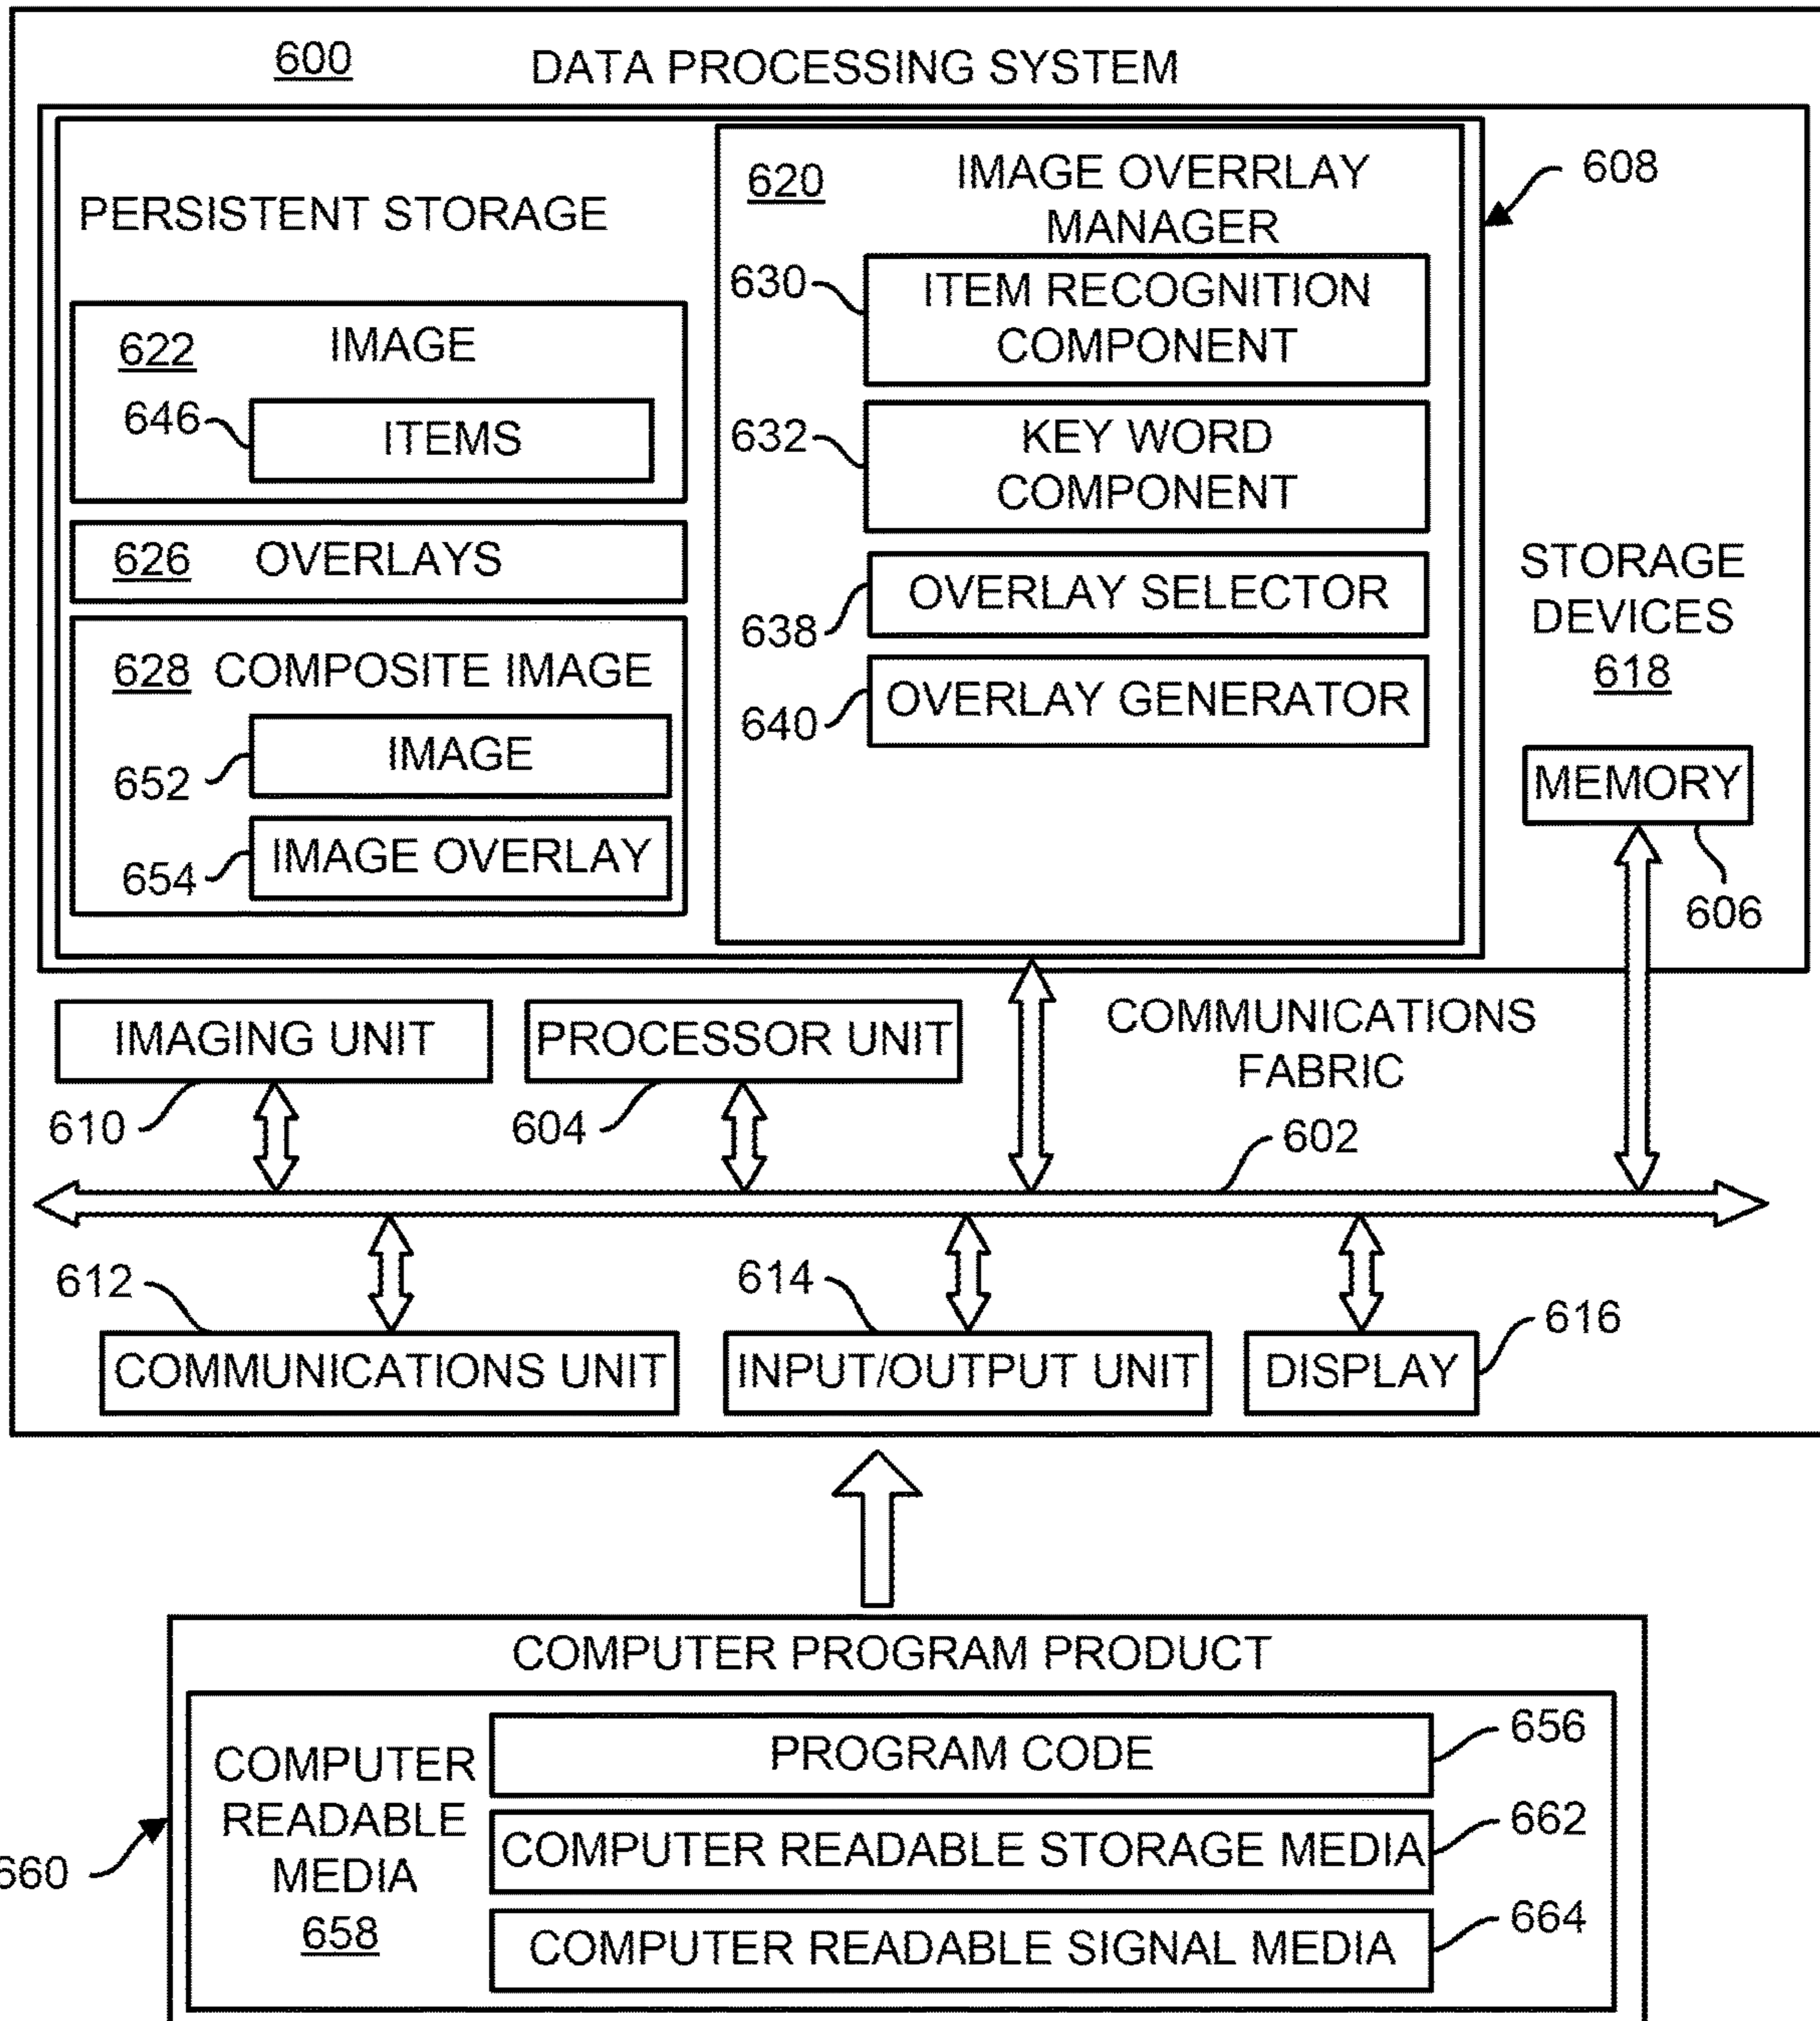 600 DATA PROCESSING SYSTEM
PERSISTENT STORAGE
622 IMAGE
646 ITEMS
626 OVERLAYS
628 COMPOSITE IMAGE
652 IMAGE
654 IMAGE OVERLAY
620 IMAGE OVERRLAY
MANAGER
630 ITEM RECOGNITION
COMPONENT
632 KEY WORD
COMPONENT
638 OVERLAY SELECTOR
640 OVERLAY GENERATOR
608
STORAGE
DEVICES
618
MEMORY
606
IMAGING UNIT
610
PROCESSOR UNIT
604
COMMUNICATIONS
FABRIC
602
612
COMMUNICATIONS UNIT
614
INPUT/OUTPUT UNIT
616
DISPLAY
COMPUTER PROGRAM PRODUCT
COMPUTER
READABLE
MEDIA
658
660
PROGRAM CODE 656
COMPUTER READABLE STORAGE MEDIA 662
COMPUTER READABLE SIGNAL MEDIA 664